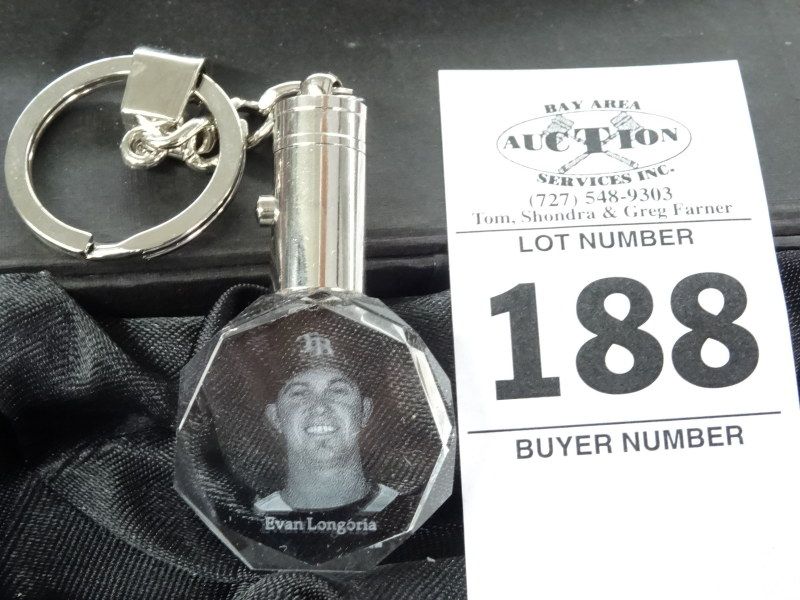 TB
Evan Longoria
BAY AREA
AUCTION
SERVICES INC.
(727) 548-9303
Tom, Shondra & Greg Farner
LOT NUMBER
188
BUYER NUMBER